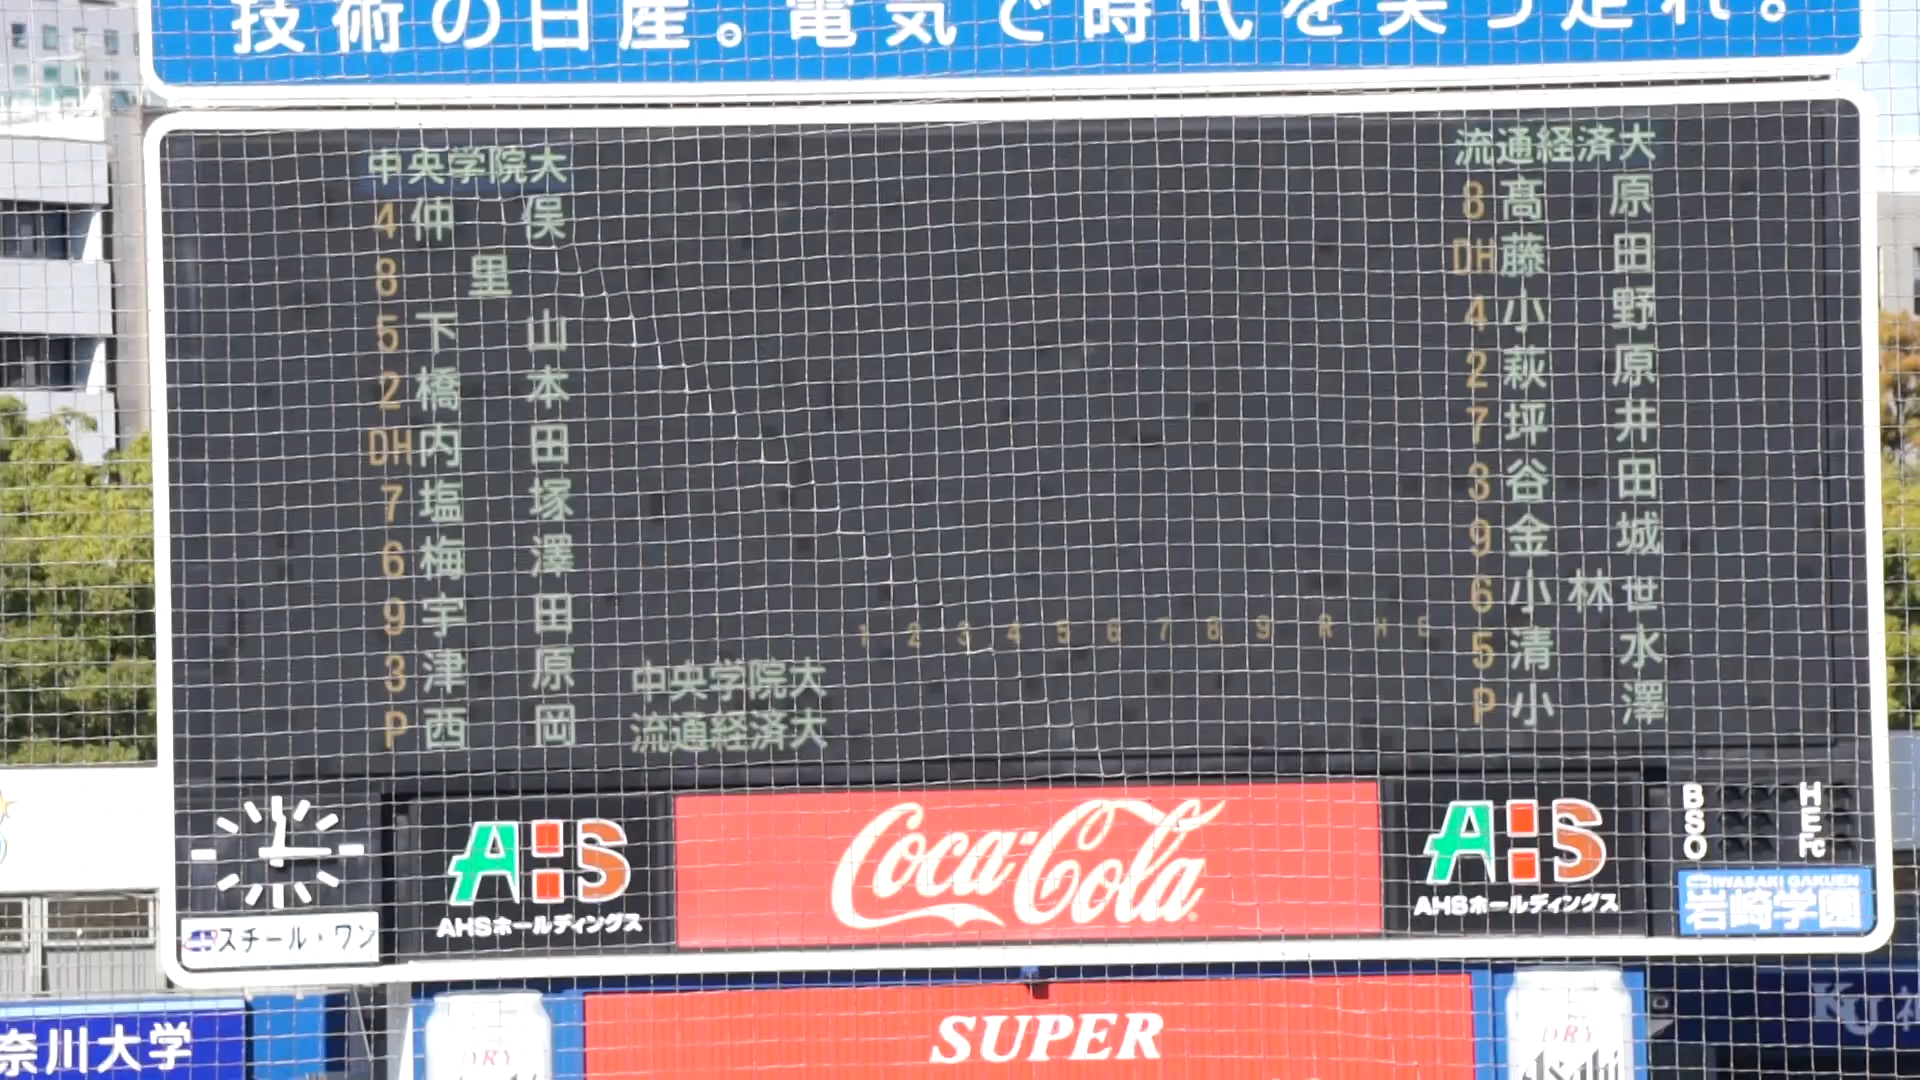 技術の日産。電気で時代を笑う走れ。
中央学院大
4 仲俣
8 里
5 下山
2 橋本
DH 内田
7 塩塚
6 梅澤
9 宇田
3 津原
P 西岡
流通経済大
8 髙原
DH 藤田
4 小野
2 萩原
7 坪井
3 谷田
9 金城
6 小林世
5 清水
P 小澤
1 2 3 4 5 6 7 8 9 R H E
中央学院大
流通経済大
スチール・ワン
AHS
AHSホールディングス
Coca-Cola
AHS
AHSホールディングス
B H
S E
O Fc
IWASAKI GAKUEN
岩崎学園
奈川大学
DRY
SUPER
DRY
Asahi
KU